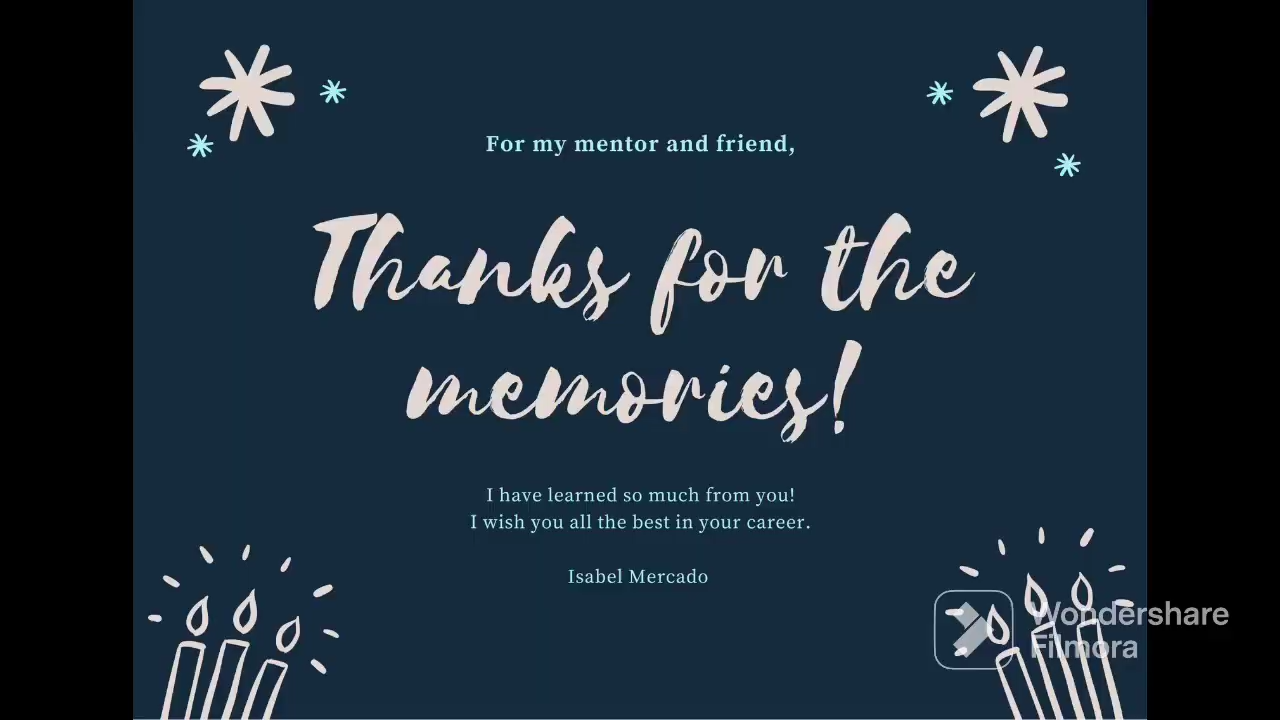 For my mentor and friend,
Thanks for the
memories!
I have learned so much from you!
I wish you all the best in your career.
Isabel Mercado
Wondershare
Filmora